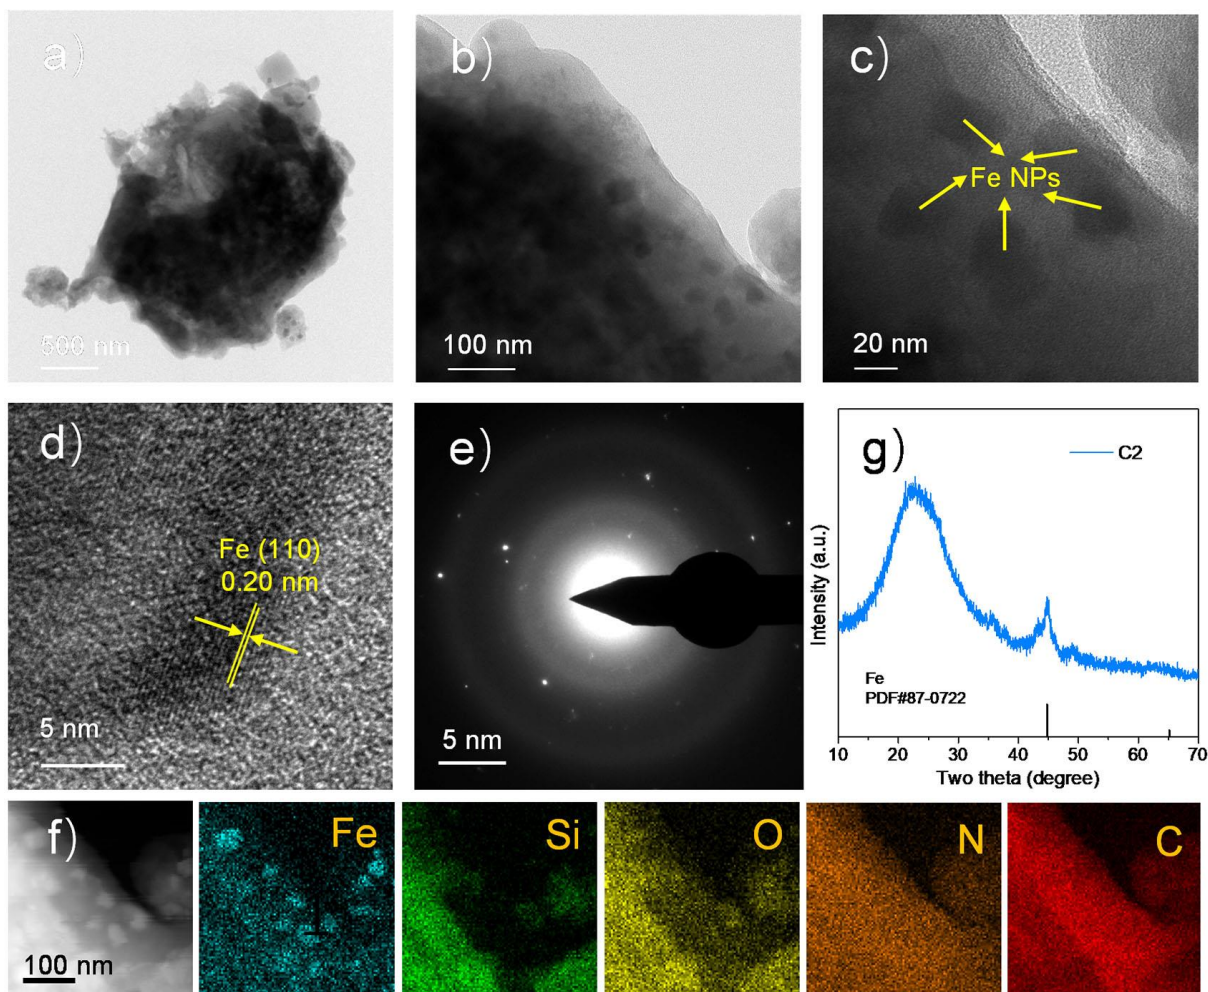 a)
500 nm
b)
100 nm
c)
Fe NPs
20 nm
d)
Fe (110)
0.20 nm
5 nm
e)
5 nm
g)
C2
Intensity (a.u.)
Fe
PDF#87-0722
10 20 30 40 50 60 70
Two theta (degree)
f)
100 nm
Fe
Si
O
N
C